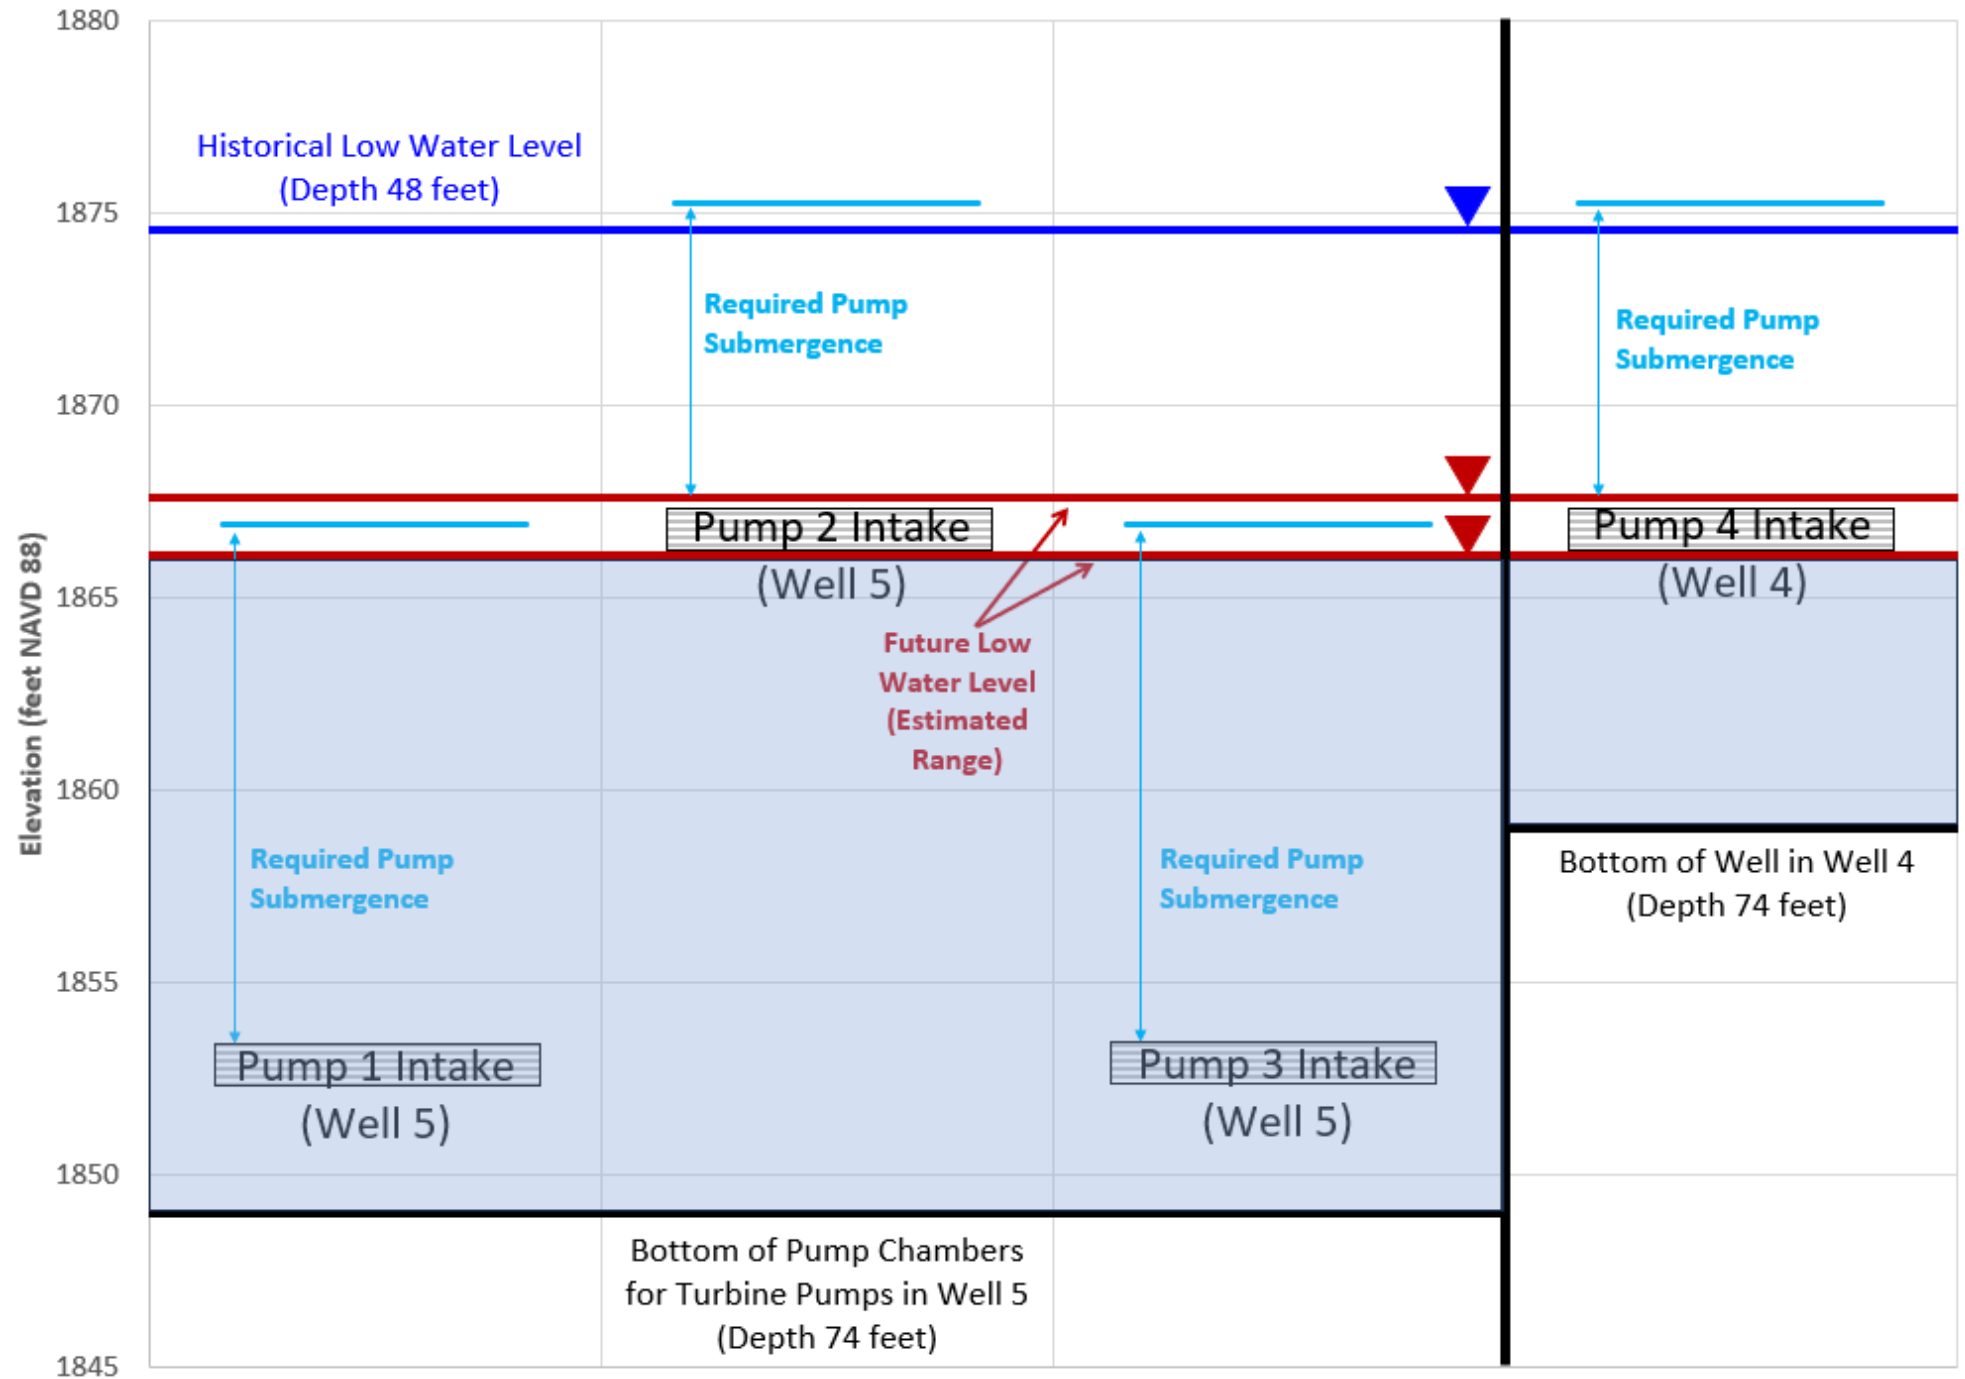 1880
Historical Low Water Level
(Depth 48 feet)
1875
Required Pump
Submergence
Required Pump
Submergence
1870
Pump 2 Intake
(Well 5)
Pump 4 Intake
(Well 4)
1865
Future Low
Water Level
(Estimated
Range)
Elevation (feet NAVD 88)
1860
Required Pump
Submergence
Required Pump
Submergence
Bottom of Well in Well 4
(Depth 74 feet)
1855
Pump 1 Intake
(Well 5)
Pump 3 Intake
(Well 5)
1850
Bottom of Pump Chambers
for Turbine Pumps in Well 5
(Depth 74 feet)
1845